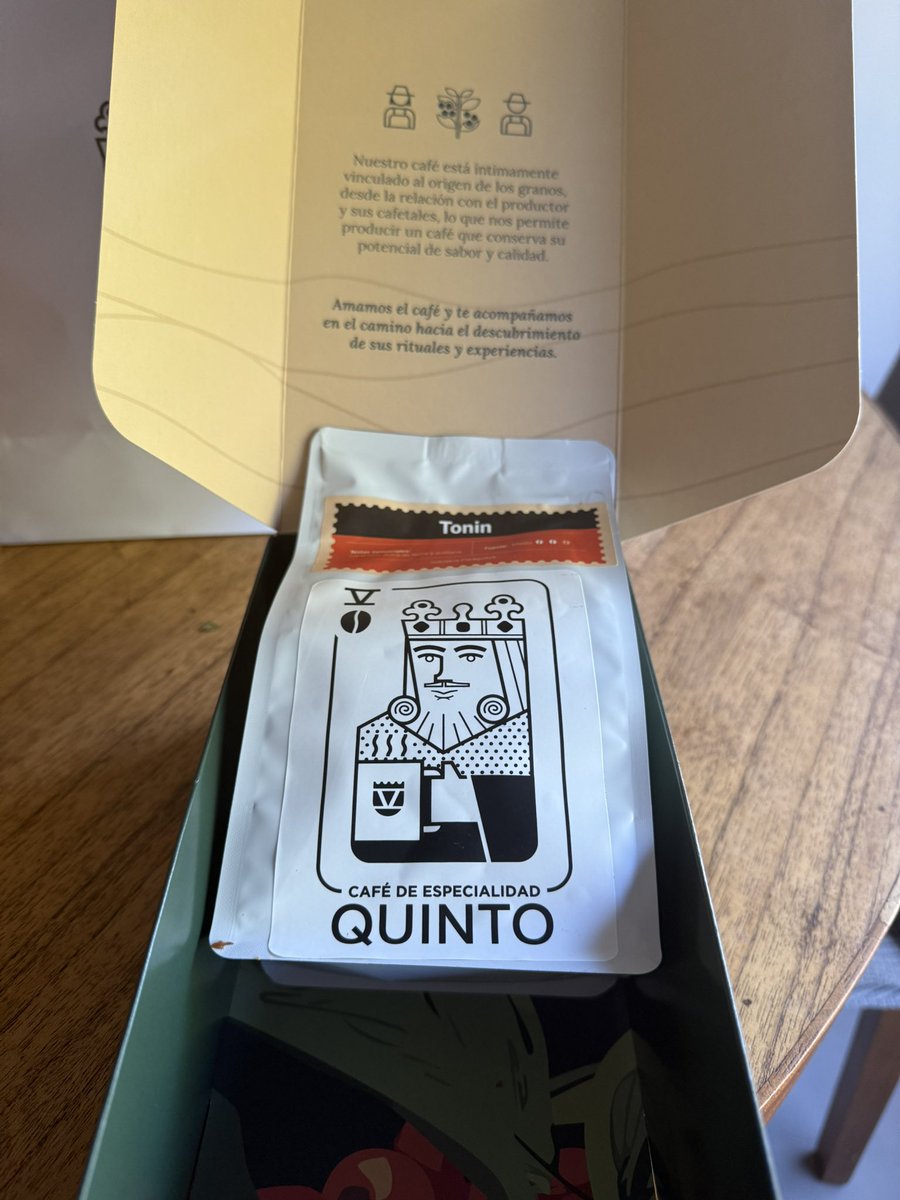 Nuestro café está íntimamente
vinculado al origen de los granos,
desde la relación con el productor
y sus cafetales, lo que nos permite
producir un café que conserva su
potencial de sabor y calidad.
Amamos el café y te acompañamos
en el camino hacia el descubrimiento
de sus rituales y experiencias.
Tonin
V
V
CAFÉ DE ESPECIALIDAD
QUINTO